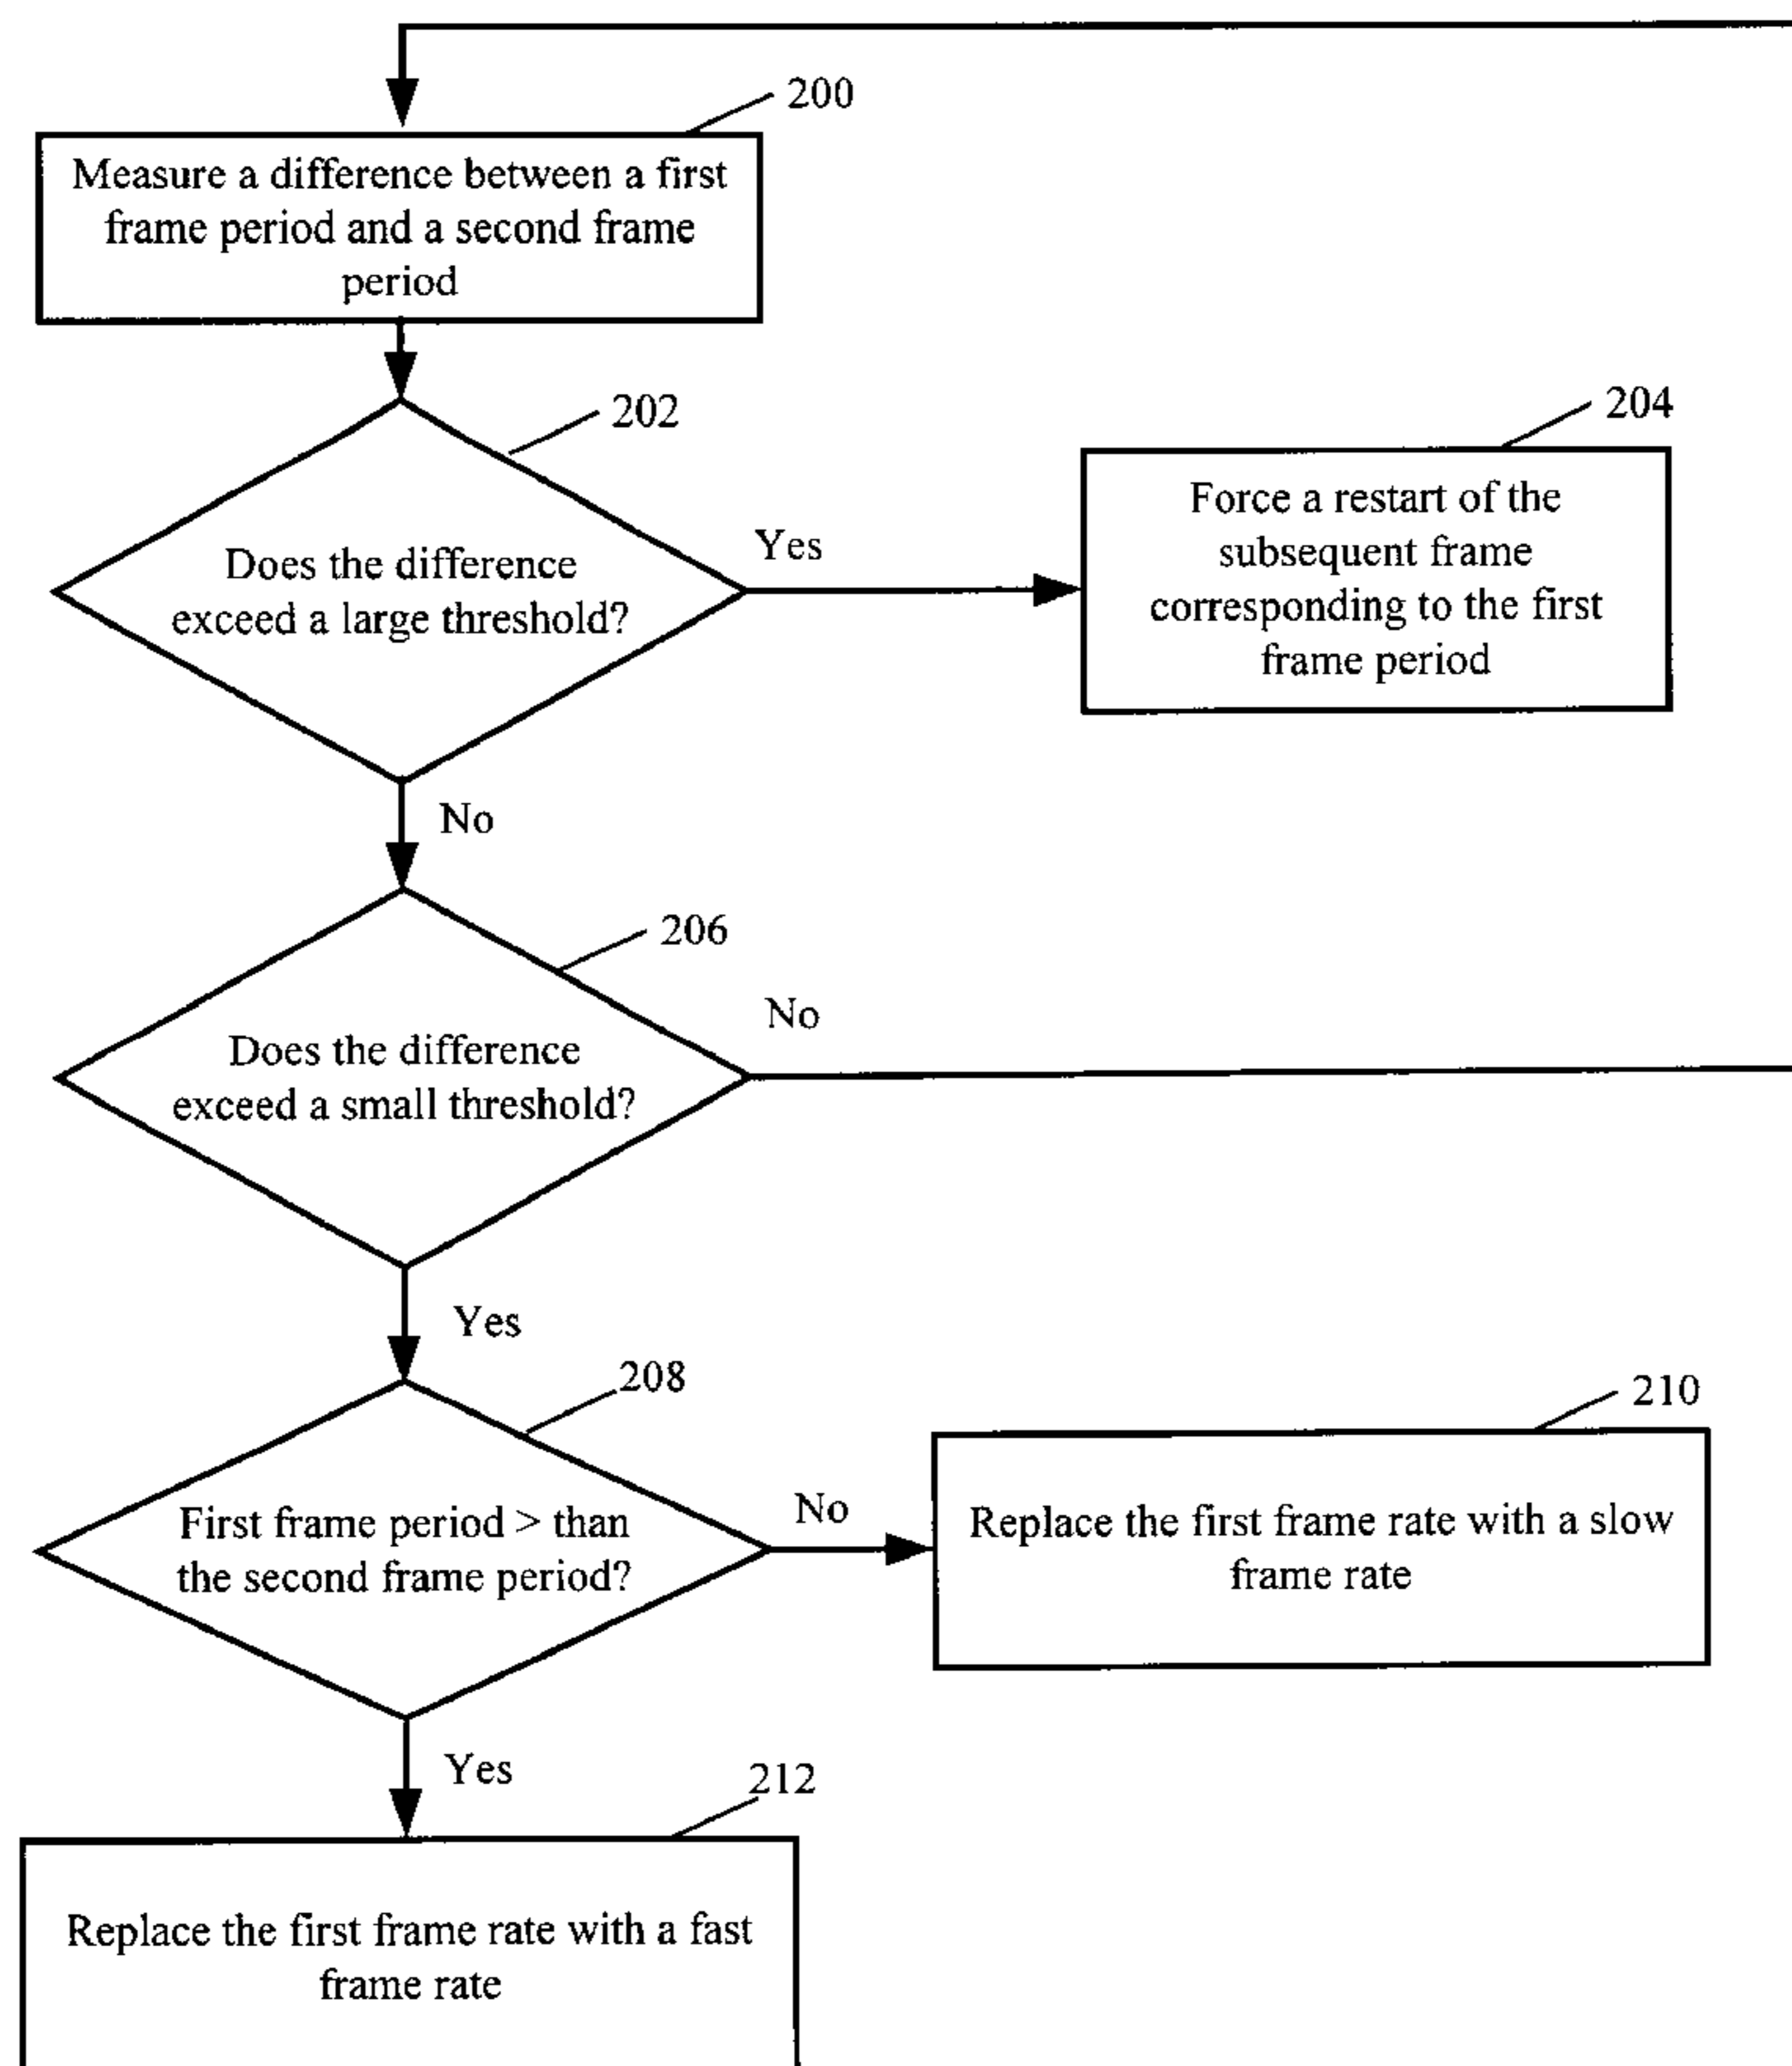 200
Measure a difference between a first
frame period and a second frame
period
202
Does the difference
exceed a large threshold?
Yes
204
Force a restart of the
subsequent frame
corresponding to the first
frame period
No
206
Does the difference
exceed a small threshold?
No
Yes
208
First frame period > than
the second frame period?
No
210
Replace the first frame rate with a slow
frame rate
Yes
212
Replace the first frame rate with a fast
frame rate